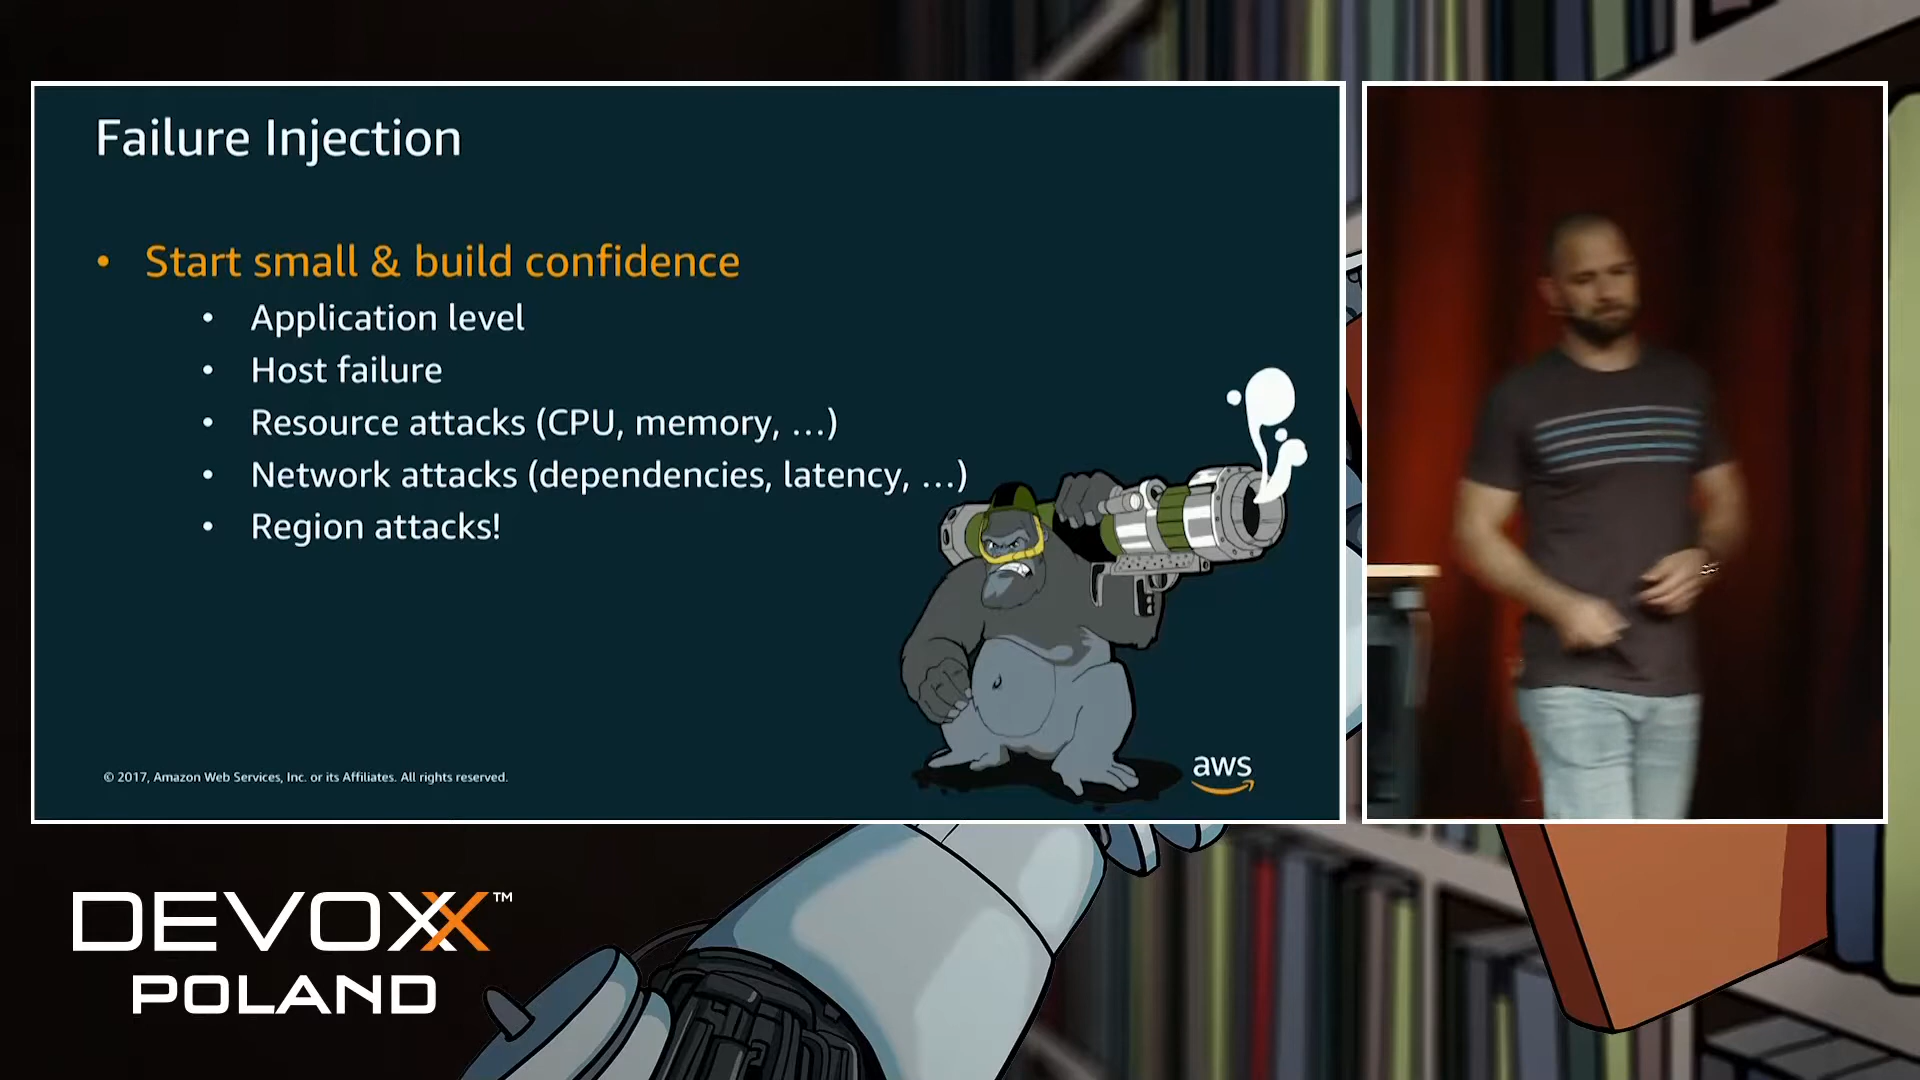 Failure Injection
• Start small & build confidence
• Application level
• Host failure
• Resource attacks (CPU, memory, ...)
• Network attacks (dependencies, latency, ...)
• Region attacks!
© 2017, Amazon Web Services, Inc. or its Affiliates. All rights reserved.
aws
DEVOXX™
POLAND